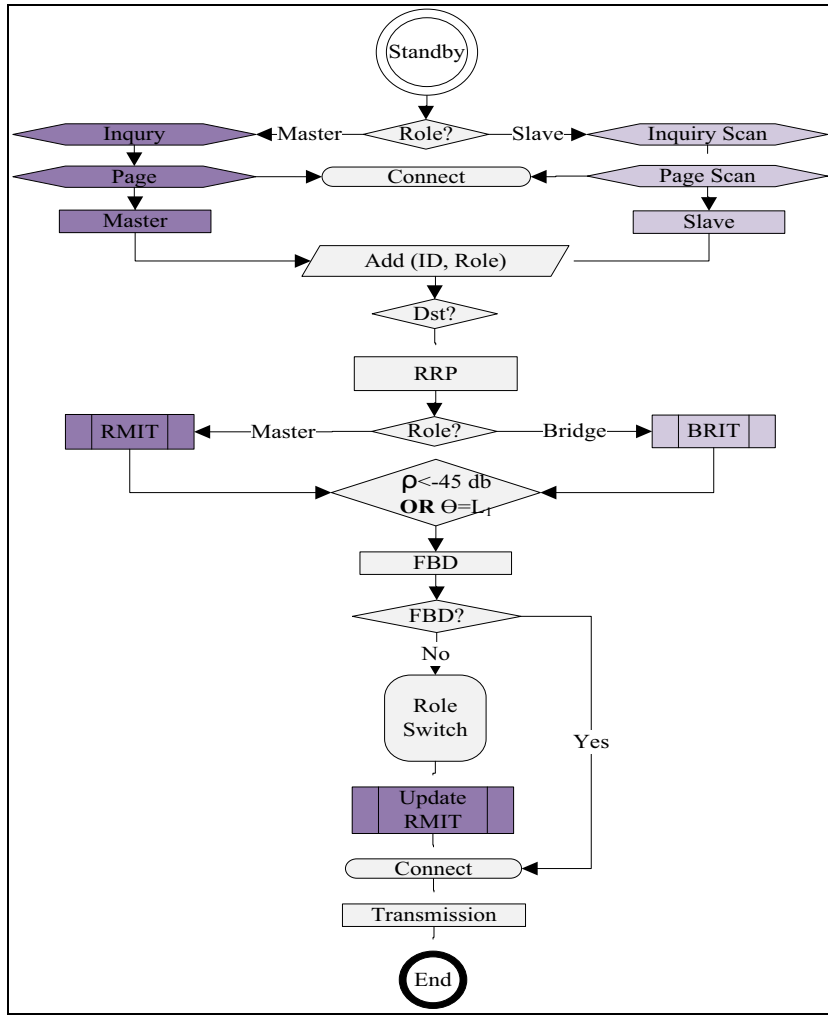 Standby
Inqury
Master
Role?
Slave
Inquiry Scan
Page
Connect
Page Scan
Master
Slave
Add (ID, Role)
Dst?
RRP
RMIT
Master
Role?
Bridge
BRIT
ρ<-45 db
OR Ɵ=L₁
FBD
FBD?
No
Role
Switch
Yes
Update
RMIT
Connect
Transmission
End